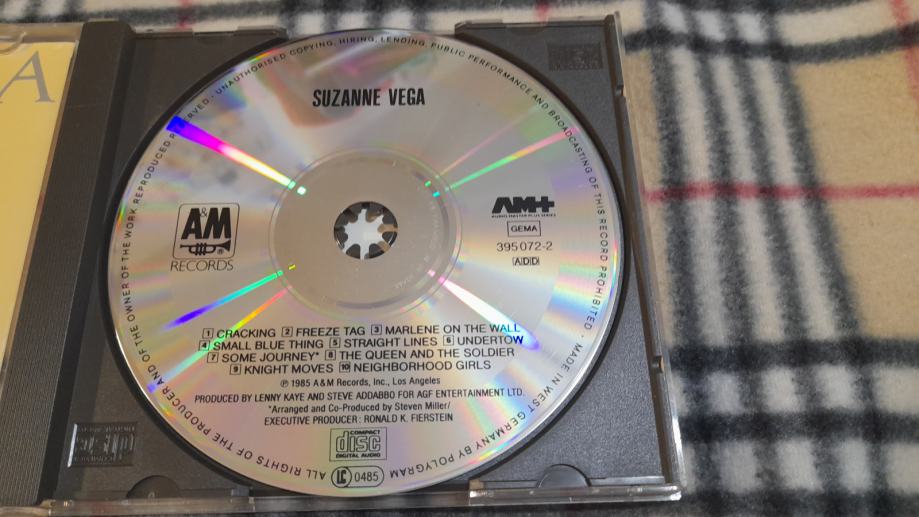 A
UNAUTHORISED COPYING, HIRING, LENDING, PUBLIC PERFORMANCE AND BROADCASTING OF THIS RECORD PROHIBITED · MADE IN WEST GERMANY BY POLYGRAM
ALL RIGHTS OF THE PRODUCER AND OF THE OWNER OF THE WORK REPRODUCED RESERVED ·
SUZANNE VEGA
A&M
RECORDS
AM+
AUDIO MASTER PLUS SERIES
GEMA
395 072-2
ADD
1 CRACKING 2 FREEZE TAG 3 MARLENE ON THE WALL
4 SMALL BLUE THING 5 STRAIGHT LINES 6 UNDERTOW
7 SOME JOURNEY* 8 THE QUEEN AND THE SOLDIER
9 KNIGHT MOVES 10 NEIGHBORHOOD GIRLS
℗ 1985 A&M Records, Inc., Los Angeles
PRODUCED BY LENNY KAYE AND STEVE ADDABBO FOR AGF ENTERTAINMENT LTD.
*Arranged and Co-Produced by Steven Miller/
EXECUTIVE PRODUCER: RONALD K. FIERSTEIN
COMPACT
disc
DIGITAL AUDIO
LC 0485